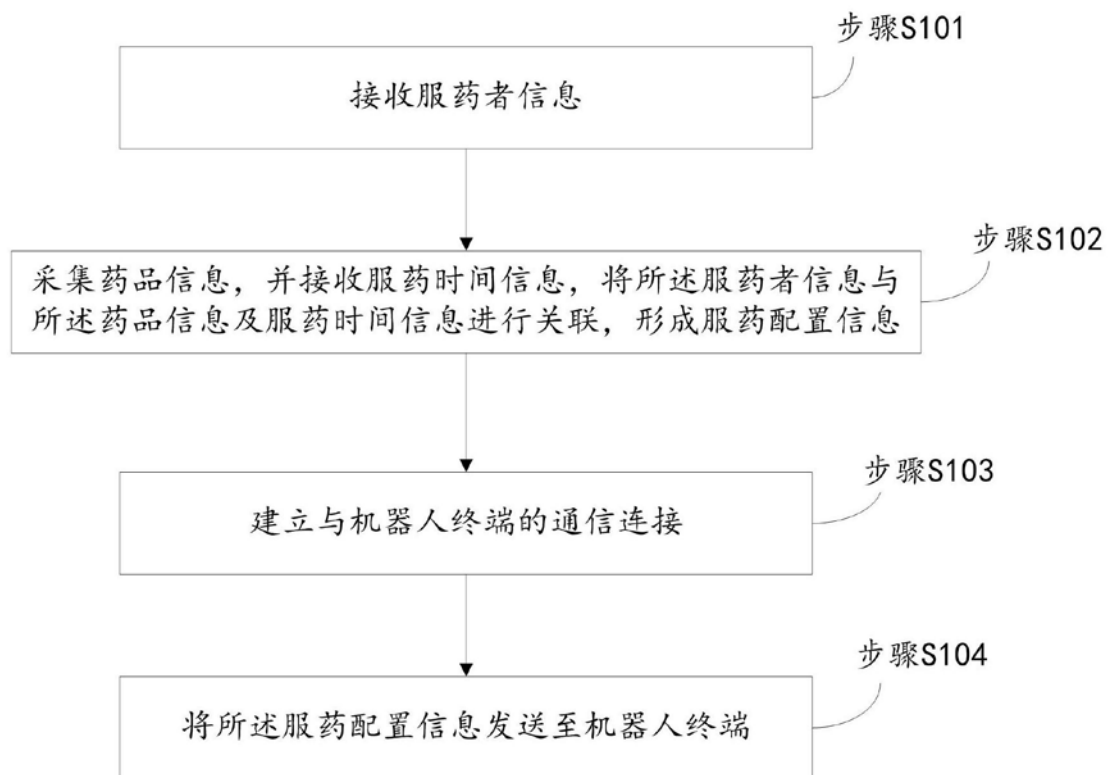 步骤S101
接收服药者信息
步骤S102
采集药品信息，并接收服药时间信息，将所述服药者信息与
所述药品信息及服药时间信息进行关联，形成服药配置信息
步骤S103
建立与机器人终端的通信连接
步骤S104
将所述服药配置信息发送至机器人终端